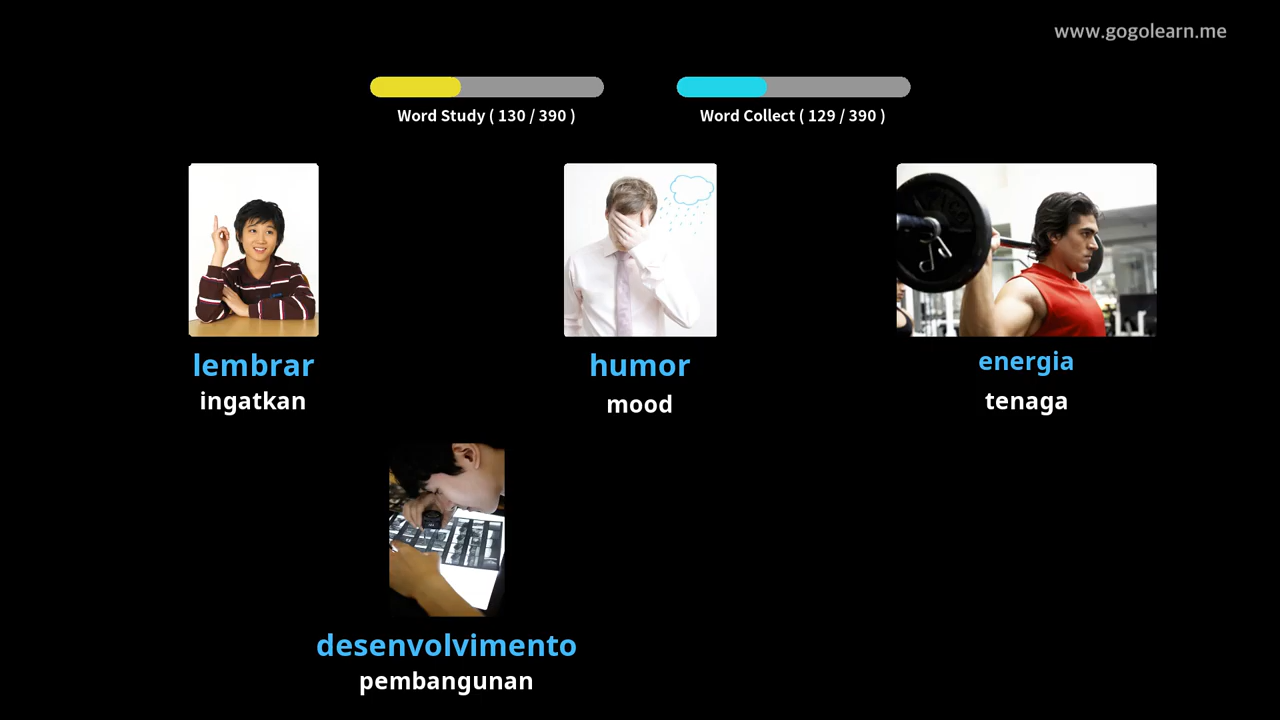 www.gogolearn.me
Word Study ( 130 / 390 )
Word Collect ( 129 / 390 )
lembrar
ingatkan
humor
mood
energia
tenaga
desenvolvimento
pembangunan